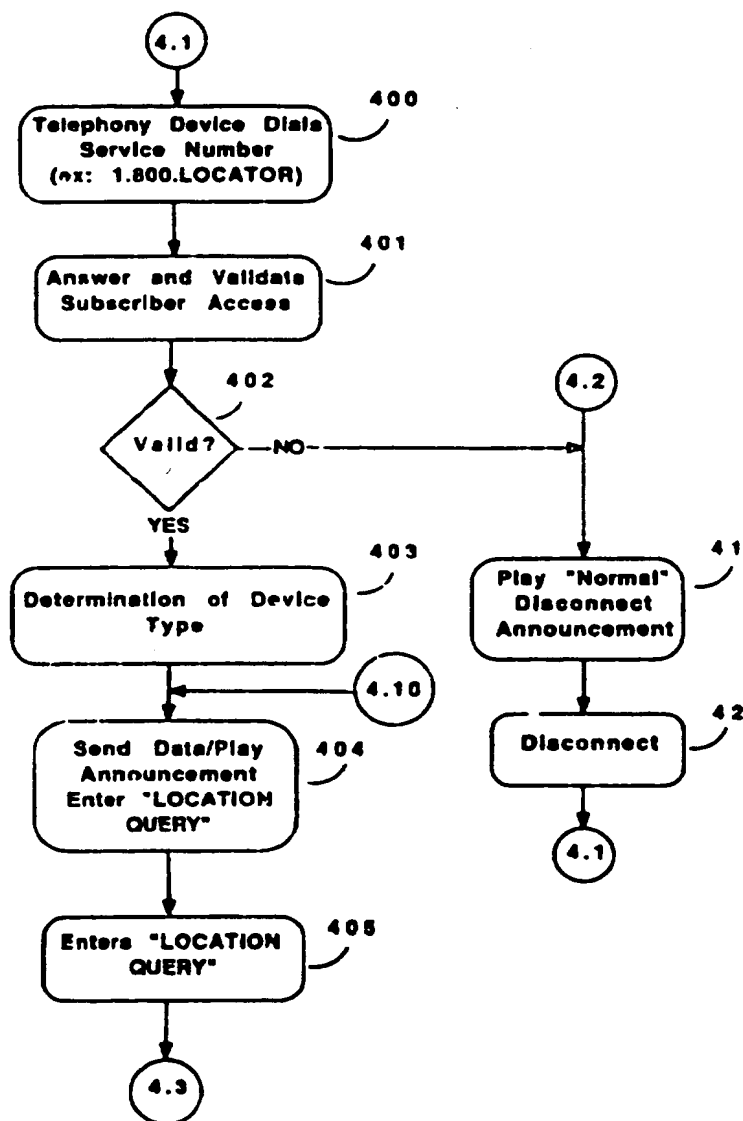 4.1
400
Telephony Device Dials
Service Number
(ex: 1.800.LOCATOR)
401
Answer and Validate
Subscriber Access
402
Valid?
NO
4.2
YES
403
Determination of Device
Type
41
Play "Normal"
Disconnect
Announcement
4.10
404
Send Data/Play
Announcement
Enter "LOCATION
QUERY"
42
Disconnect
4.1
405
Enters "LOCATION
QUERY"
4.3